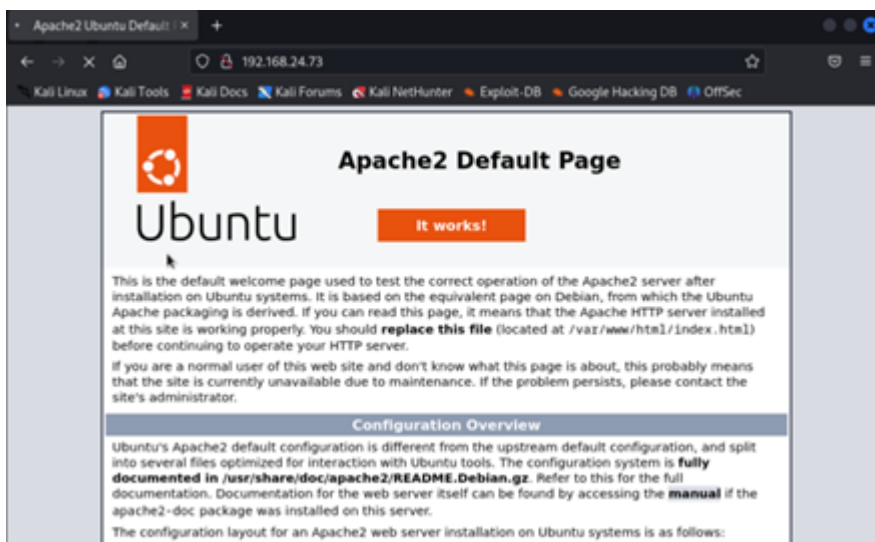 Apache2 Ubuntu Default
192.168.24.73
Kali Linux Kali Tools Kali Docs Kali Forums Kali NetHunter Exploit-DB Google Hacking DB OffSec
Apache2 Default Page
Ubuntu
It works!
This is the default welcome page used to test the correct operation of the Apache2 server after
installation on Ubuntu systems. It is based on the equivalent page on Debian, from which the Ubuntu
Apache packaging is derived. If you can read this page, it means that the Apache HTTP server installed
at this site is working properly. You should replace this file (located at /var/www/html/index.html)
before continuing to operate your HTTP server.
If you are a normal user of this web site and don't know what this page is about, this probably means
that the site is currently unavailable due to maintenance. If the problem persists, please contact the
site's administrator.
Configuration Overview
Ubuntu's Apache2 default configuration is different from the upstream default configuration, and split
into several files optimized for interaction with Ubuntu tools. The configuration system is fully
documented in /usr/share/doc/apache2/README.Debian.gz. Refer to this for the full
documentation. Documentation for the web server itself can be found by accessing the manual if the
apache2-doc package was installed on this server.
The configuration layout for an Apache2 web server installation on Ubuntu systems is as follows: